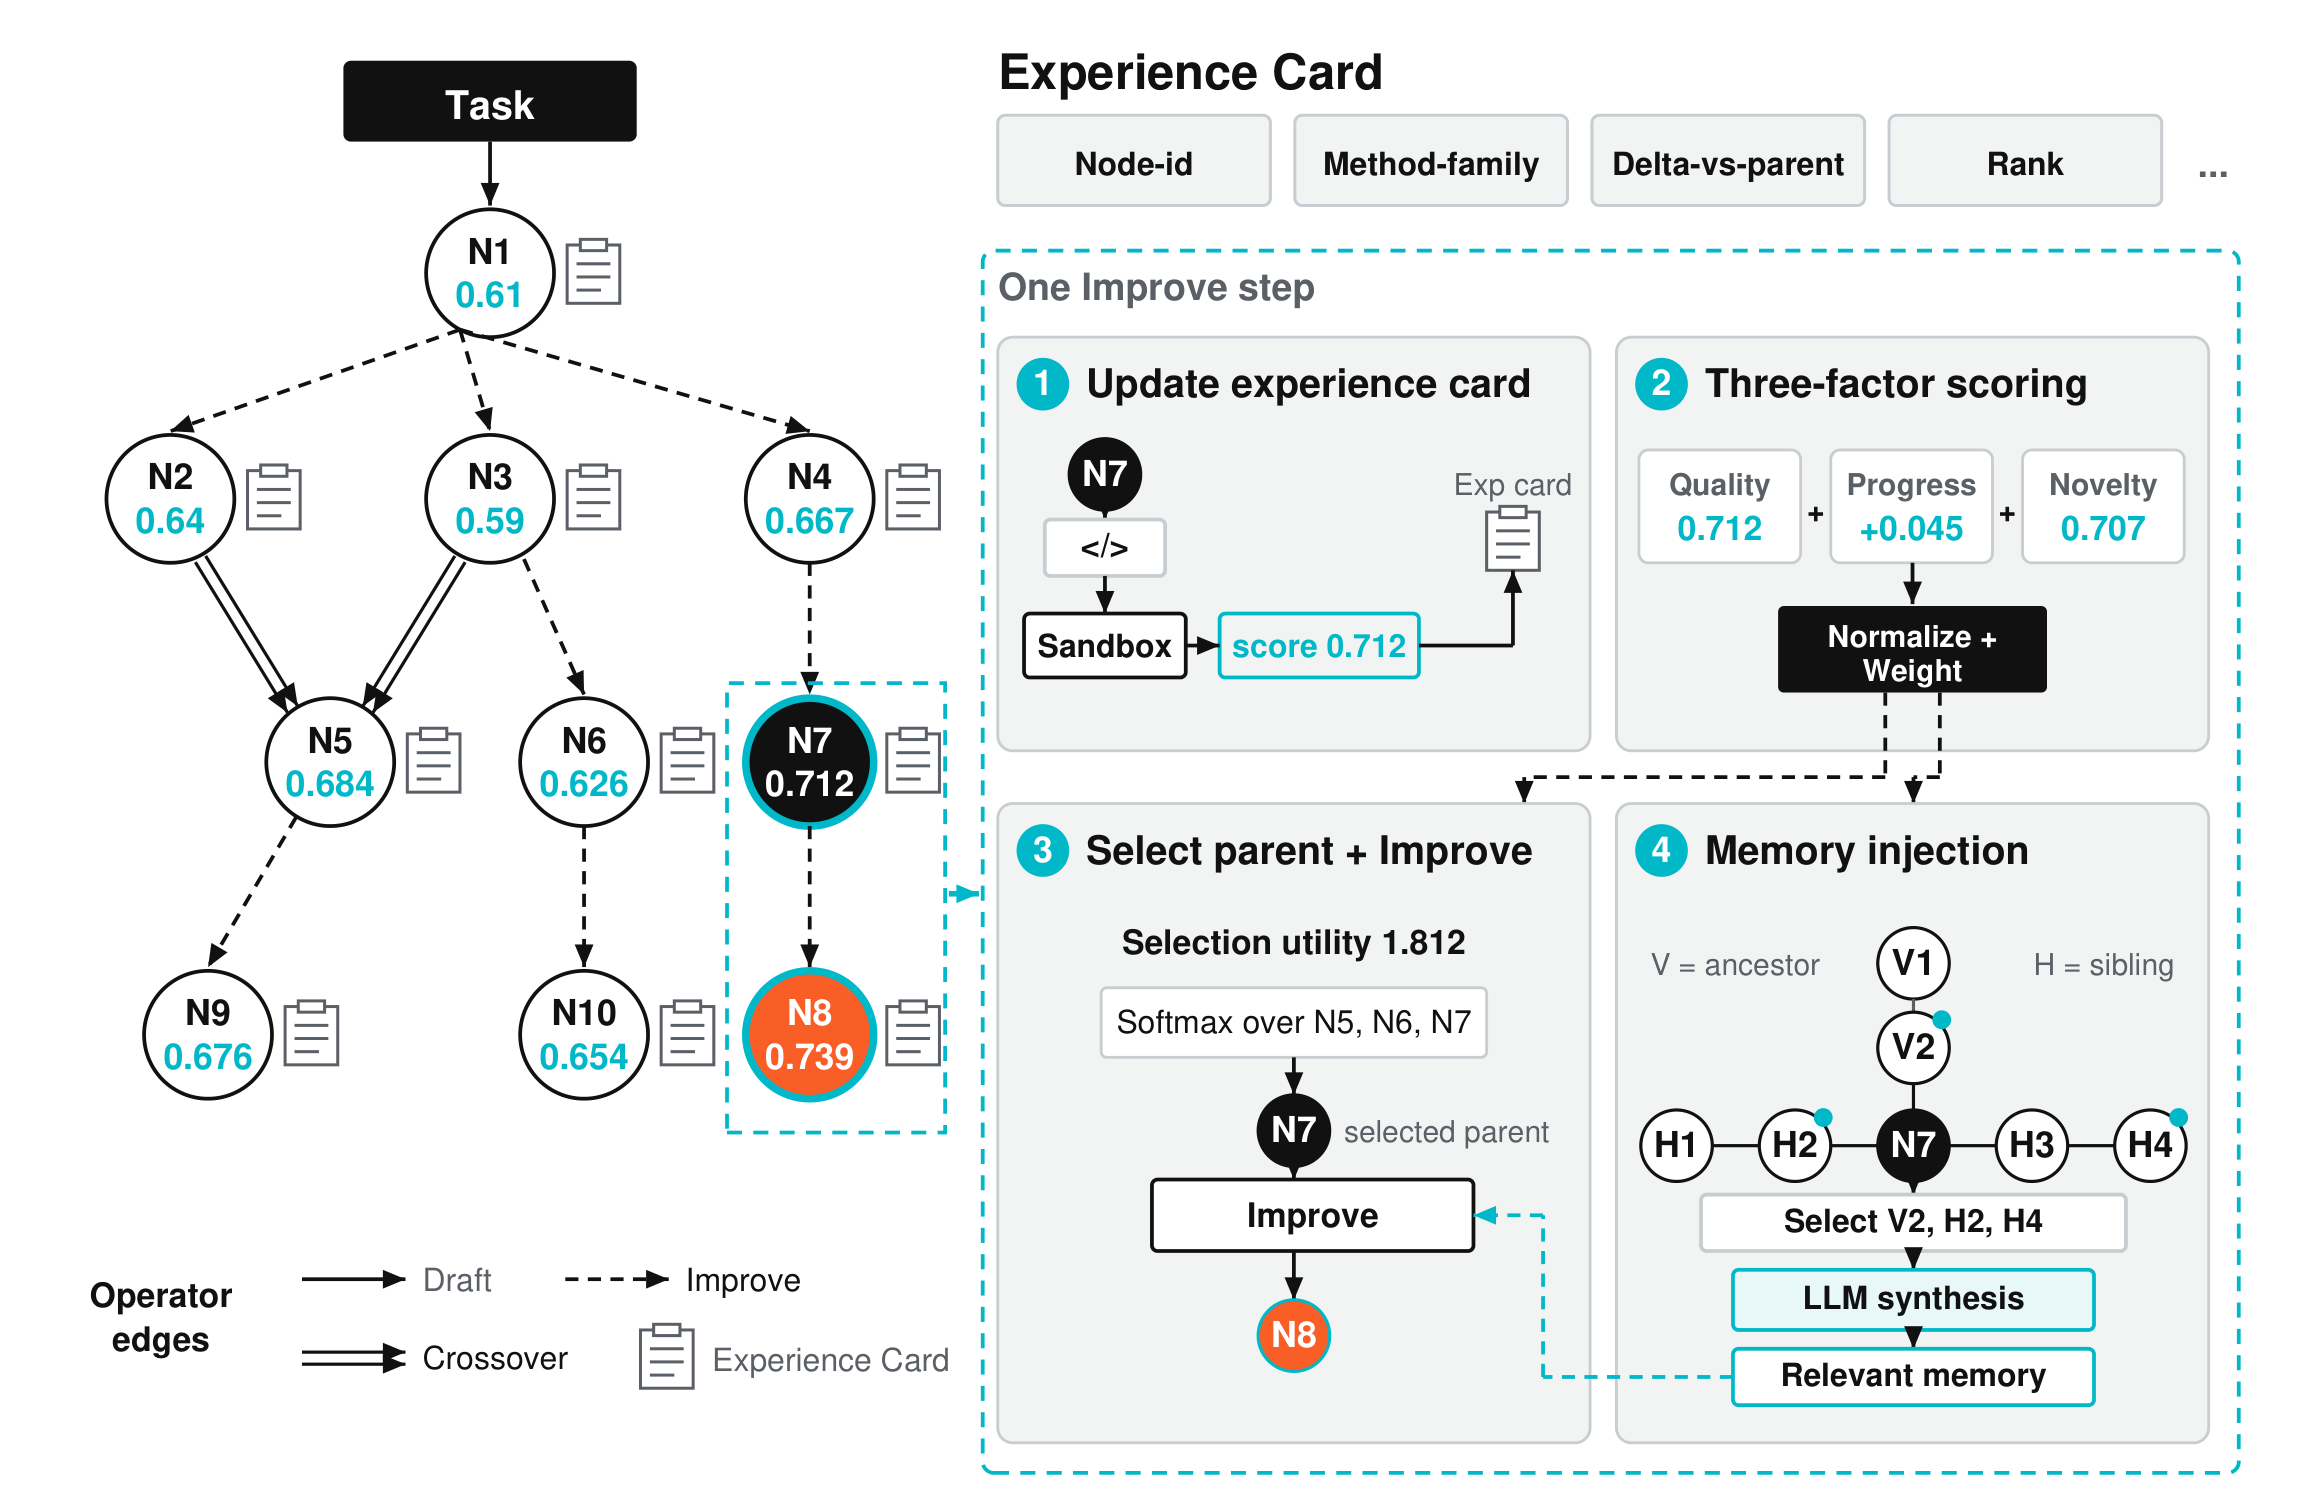 Task
N1
0.61
N2
0.64
N3
0.59
N4
0.667
N5
0.684
N6
0.626
N7
0.712
N9
0.676
N10
0.654
N8
0.739
Operator
edges
Draft
Improve
Crossover
Experience Card
Experience Card
Node-id
Method-family
Delta-vs-parent
Rank
...
One Improve step
1 Update experience card
N7
</>
Sandbox
score 0.712
Exp card
2 Three-factor scoring
Quality
0.712
+
Progress
+0.045
+
Novelty
0.707
Normalize +
Weight
3 Select parent + Improve
Selection utility 1.812
Softmax over N5, N6, N7
N7 selected parent
Improve
N8
4 Memory injection
V = ancestor
V1
H = sibling
V2
H1
H2
N7
H3
H4
Select V2, H2, H4
LLM synthesis
Relevant memory